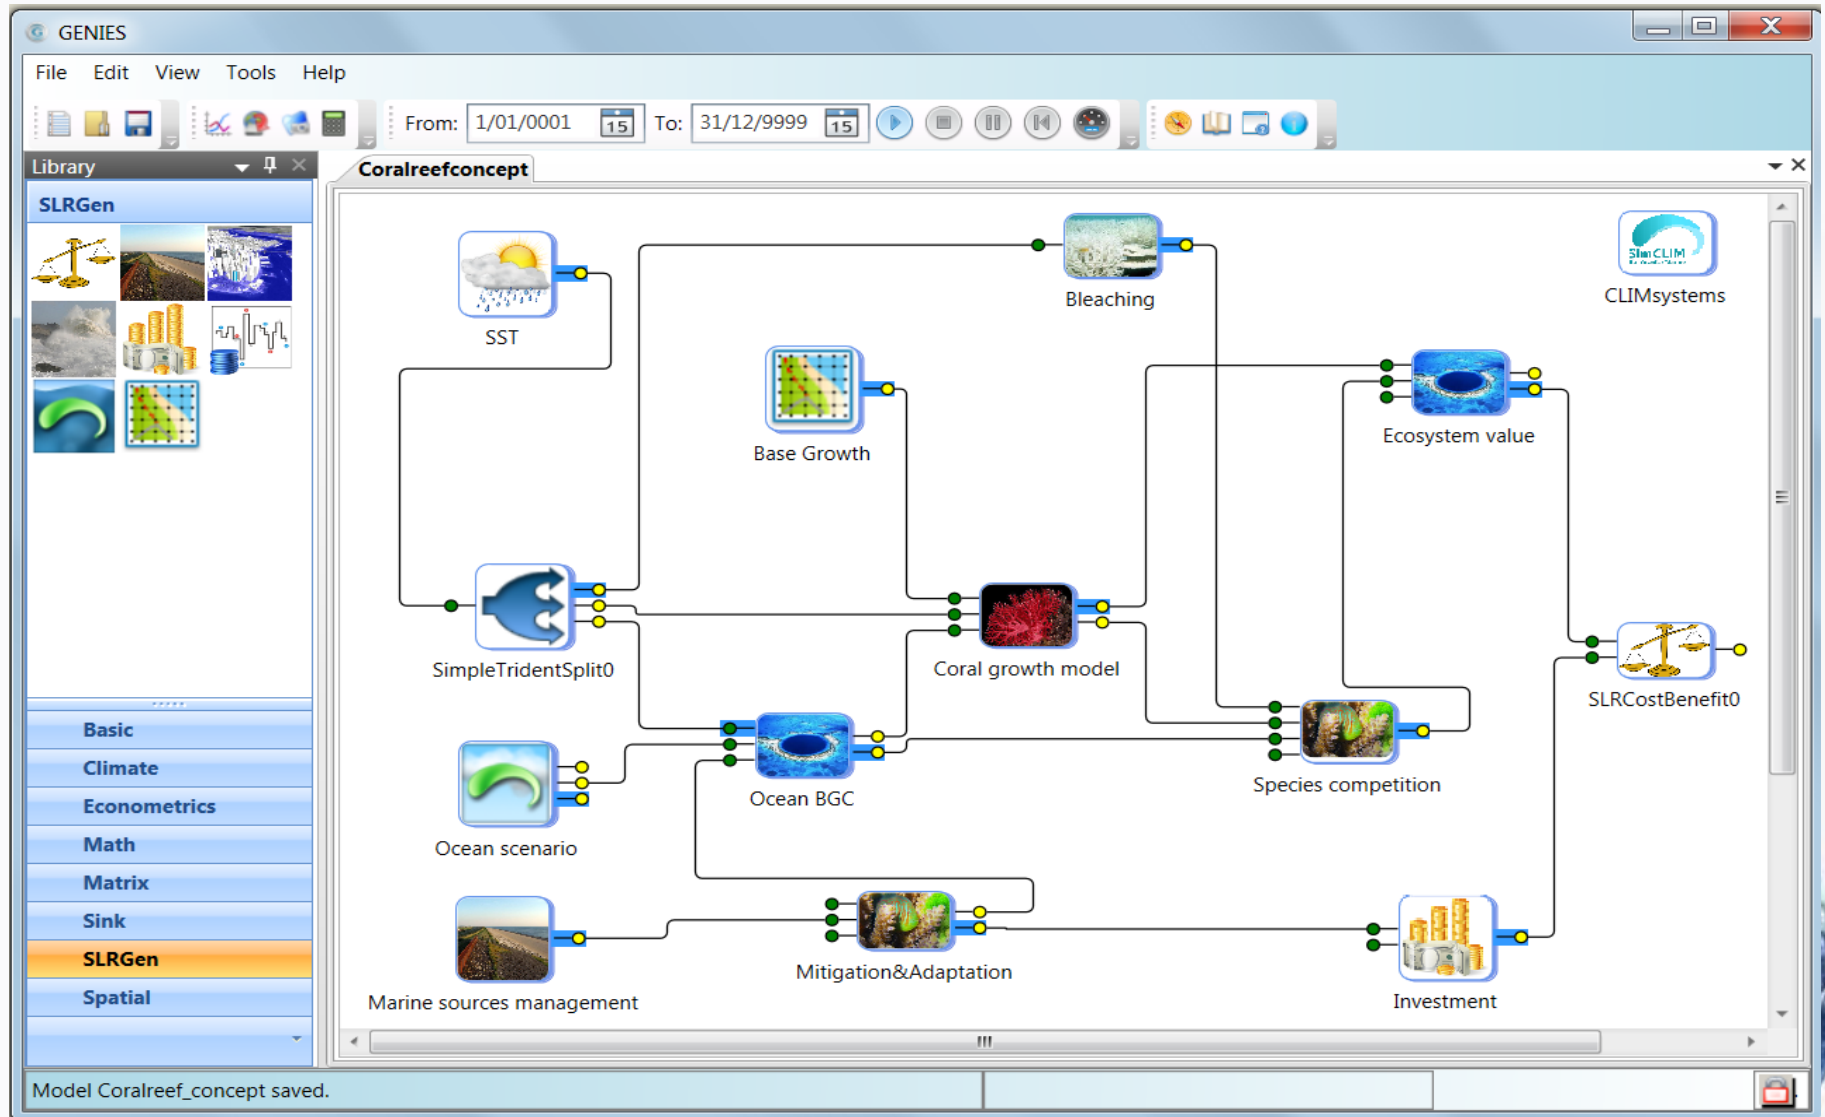 GENIES
File Edit View Tools Help
From: 1/01/0001 15 To: 31/12/9999 15
Library
Coralreefconcept
SLRGen
SimCLIM
CLIMsystems
SST
Bleaching
Base Growth
Ecosystem value
SimpleTridentSplit0
Coral growth model
SLRCostBenefit0
Ocean BGC
Species competition
Ocean scenario
Mitigation&Adaptation
Marine sources management
Investment
Basic
Climate
Econometrics
Math
Matrix
Sink
SLRGen
Spatial
Model Coralreef_concept saved.